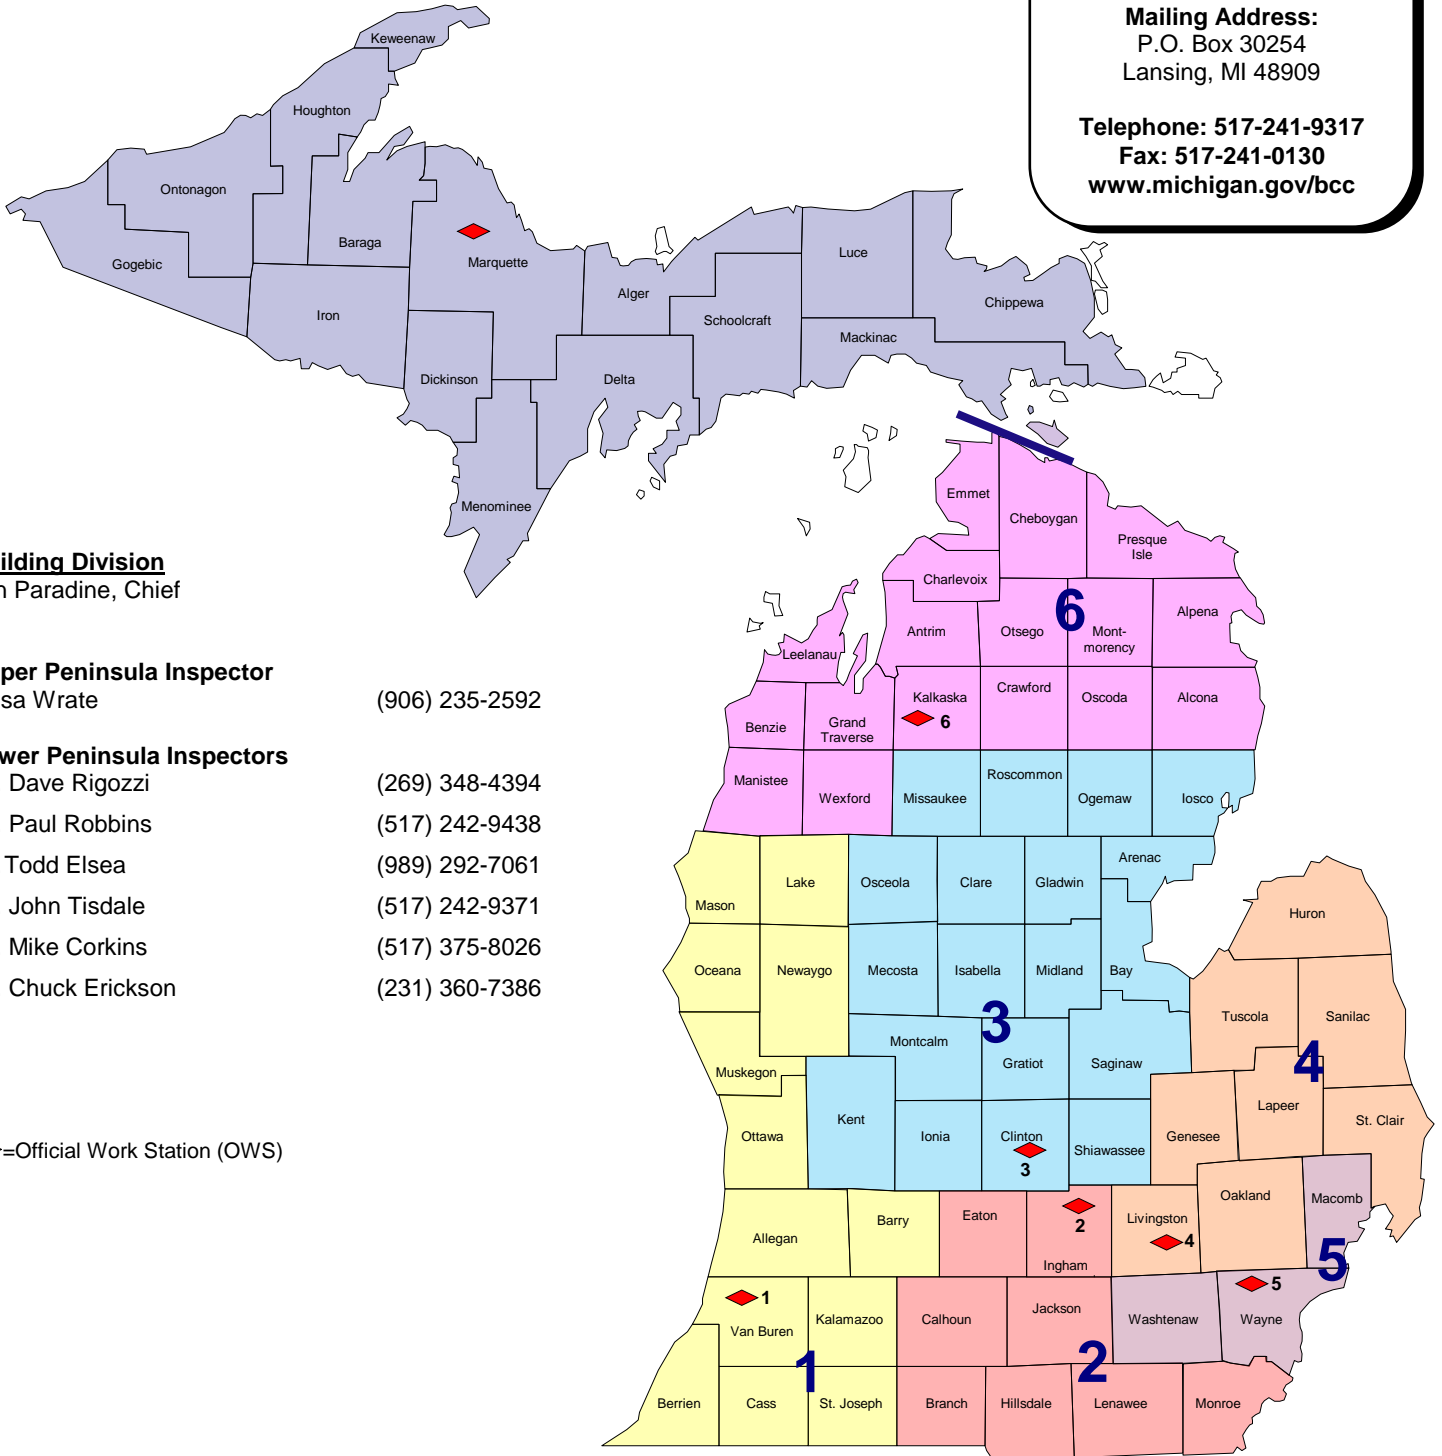 Mailing Address:
P.O. Box 30254
Lansing, MI 48909
Telephone: 517-241-9317
Fax: 517-241-0130
www.michigan.gov/bcc
Keweenaw
Houghton
Ontonagon
Baraga
Gogebic
Marquette
Iron
Alger
Luce
Chippewa
Schoolcraft
Mackinac
Dickinson
Delta
Menominee
ilding Division
n Paradine, Chief
per Peninsula Inspector
sa Wrate (906) 235-2592
wer Peninsula Inspectors
Dave Rigozzi (269) 348-4394
Paul Robbins (517) 242-9438
Todd Elsea (989) 292-7061
John Tisdale (517) 242-9371
Mike Corkins (517) 375-8026
Chuck Erickson (231) 360-7386
=Official Work Station (OWS)
Emmet
Cheboygan
Presque
Isle
Charlevoix
6
Alpena
Antrim
Otsego
Mont-
morency
Leelanau
Kalkaska
Crawford
Oscoda
Alcona
6
Benzie
Grand
Traverse
Manistee
Wexford
Missaukee
Roscommon
Ogemaw
Iosco
Arenac
Mason
Lake
Osceola
Clare
Gladwin
Huron
Oceana
Newaygo
Mecosta
Isabella
Midland
Bay
3
Tuscola
Sanilac
Montcalm
Gratiot
Saginaw
4
Muskegon
Kent
Lapeer
St. Clair
Ottawa
Ionia
Clinton
3
Shiawassee
Genesee
Oakland
Macomb
Allegan
Barry
Eaton
2
Ingham
Livingston
4
5
1
Van Buren
Kalamazoo
Calhoun
Jackson
Washtenaw
5
Wayne
1
2
Berrien
Cass
St. Joseph
Branch
Hillsdale
Lenawee
Monroe